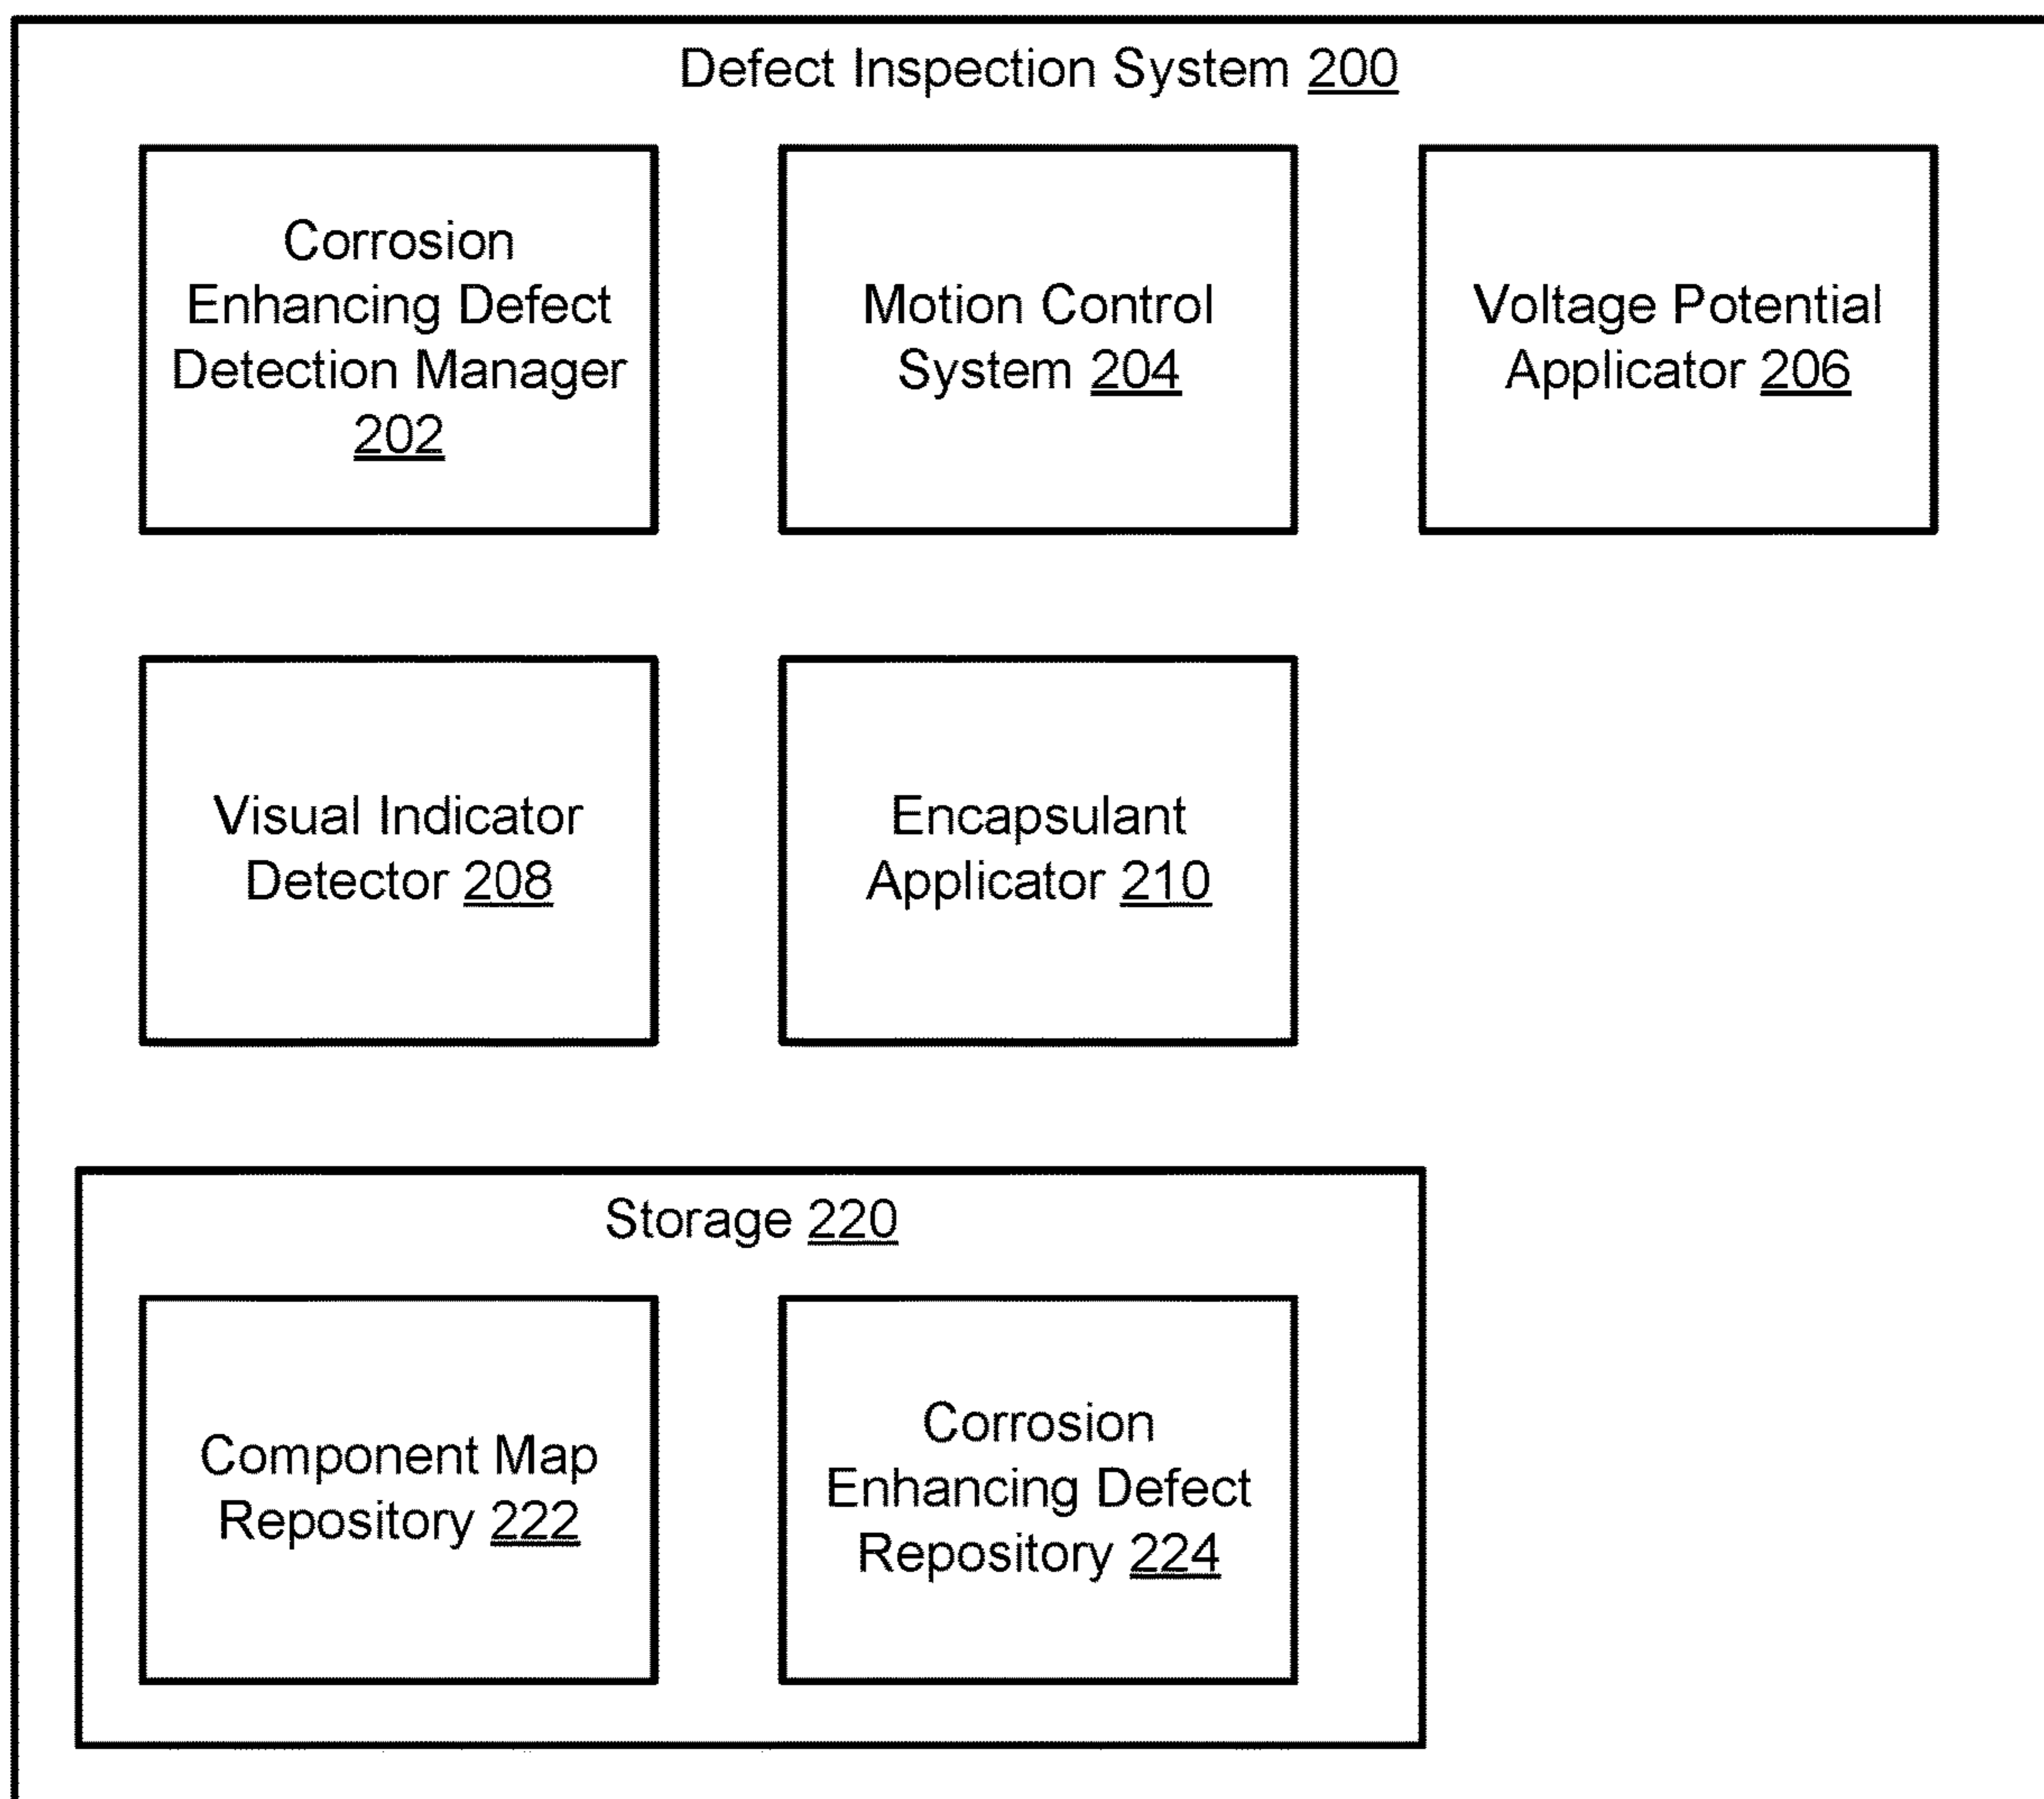 Defect Inspection System 200
Corrosion
Enhancing Defect
Detection Manager
202
Motion Control
System 204
Voltage Potential
Applicator 206
Visual Indicator
Detector 208
Encapsulant
Applicator 210
Storage 220
Component Map
Repository 222
Corrosion
Enhancing Defect
Repository 224